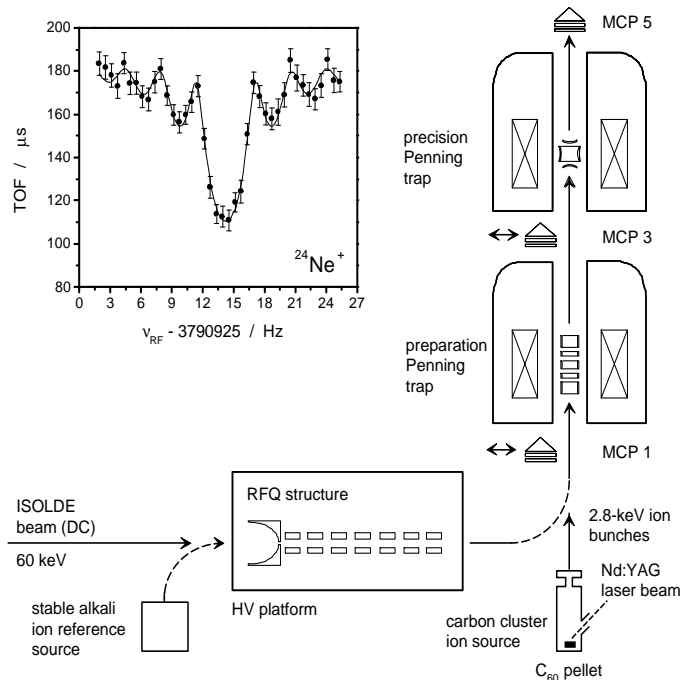 200
180
160
140
120
100
80
TOF / μs
²⁴Ne⁺
0 3 6 9 12 15 18 21 24 27
ν_RF - 3790925 / Hz
MCP 5
precision
Penning
trap
MCP 3
preparation
Penning
trap
MCP 1
ISOLDE
beam (DC)
60 keV
RFQ structure
HV platform
stable alkali
ion reference
source
2.8-keV ion
bunches
Nd:YAG
laser beam
carbon cluster
ion source
C₆₀ pellet